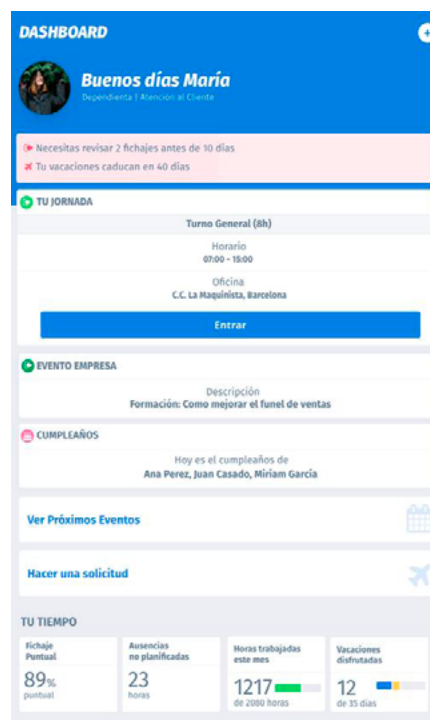 DASHBOARD
Buenos días María
Dependienta | Atención al Cliente
Necesitas revisar 2 fichajes antes de 10 días
Tu vacaciones caducan en 40 días
TU JORNADA
Turno General (8h)
Horario
07:00 - 15:00
Oficina
C.C. La Maquinista, Barcelona
Entrar
EVENTO EMPRESA
Descripción
Formación: Como mejorar el funel de ventas
CUMPLEAÑOS
Hoy es el cumpleaños de
Ana Perez, Juan Casado, Miriam García
Ver Próximos Eventos
Hacer una solicitud
TU TIEMPO
Fichaje
Puntual
89%
puntual
Ausencias
no planificadas
23
horas
Horas trabajadas
este mes
1217
de 2080 horas
Vacaciones
disfrutadas
12
de 35 días